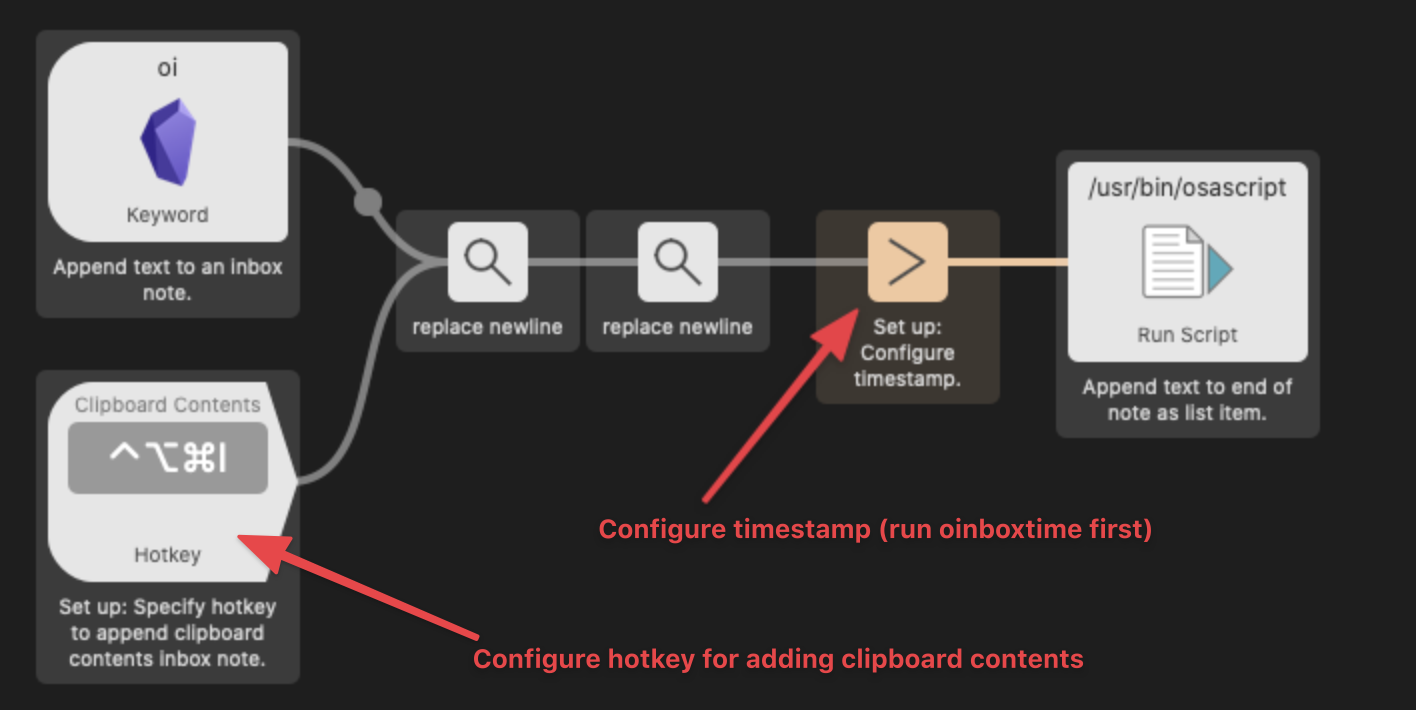 oi
Keyword
Append text to an inbox
note.
Clipboard Contents
^⌥⌘I
Hotkey
Set up: Specify hotkey
to append clipboard
contents inbox note.
replace newline
replace newline
Set up:
Configure
timestamp.
/usr/bin/osascript
Run Script
Append text to end of
note as list item.
Configure timestamp (run oinboxtime first)
Configure hotkey for adding clipboard contents